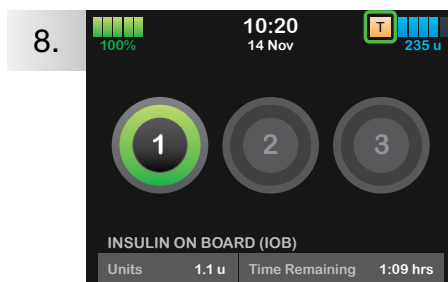 8.
100%
10:20
14 Nov
T
235 u
1
2
3
INSULIN ON BOARD (IOB)
Units 1.1 u Time Remaining 1:09 hrs